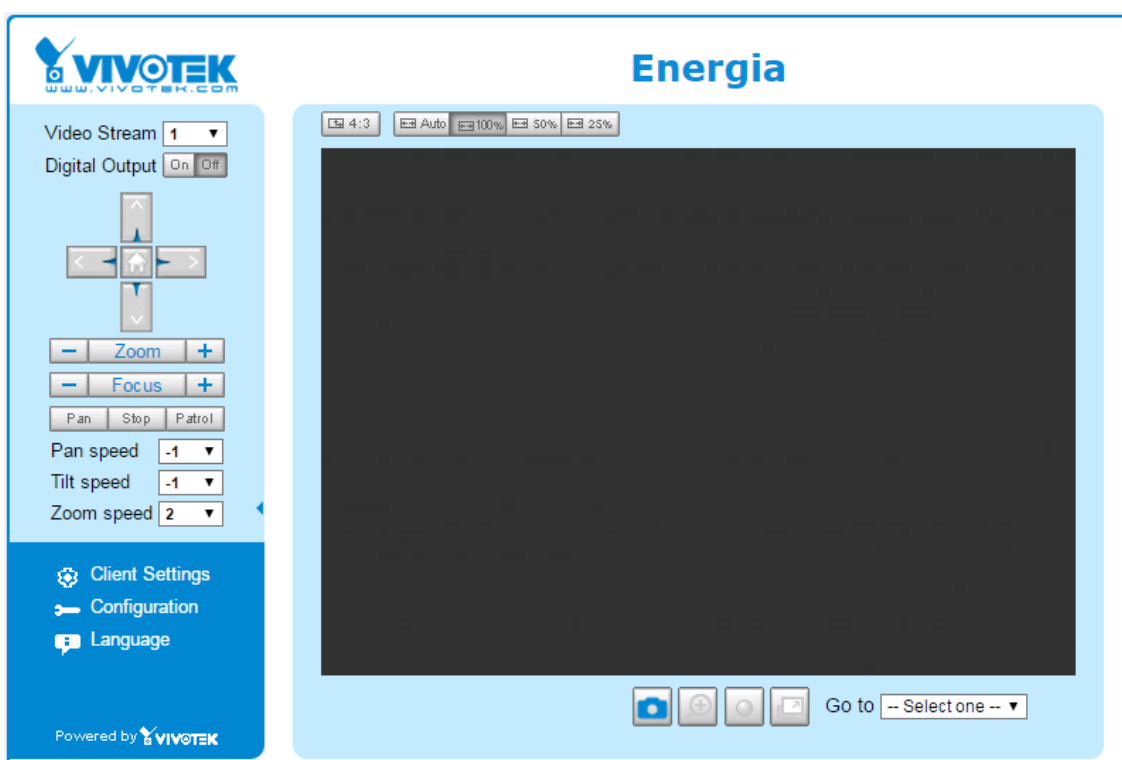 VIVOTEK
www.vivotek.com
Energia
Video Stream 1
Digital Output On Off
Zoom
Focus
Pan Stop Patrol
Pan speed -1
Tilt speed -1
Zoom speed 2
Client Settings
Configuration
Language
Powered by VIVOTEK
4:3 Auto 100% 50% 25%
Go to -- Select one --